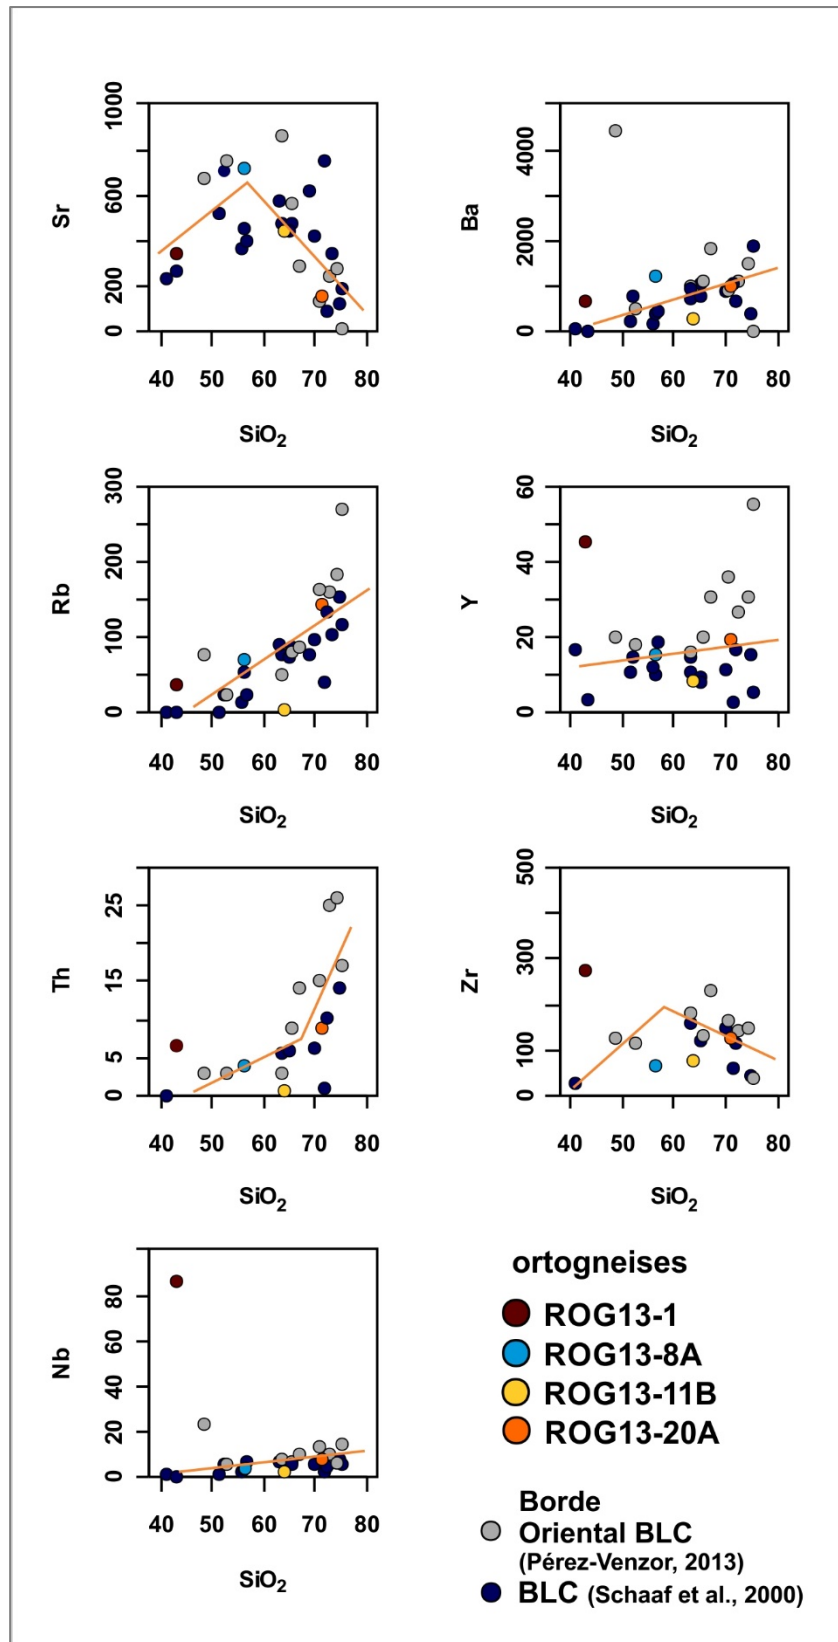 Sr
1000
600
200
0
40 50 60 70 80
SiO2
Ba
4000
2000
0
40 50 60 70 80
SiO2
Rb
300
200
100
0
40 50 60 70 80
SiO2
Y
60
40
20
0
40 50 60 70 80
SiO2
Th
25
15
5
0
40 50 60 70 80
SiO2
Zr
500
300
100
0
40 50 60 70 80
SiO2
Nb
80
60
40
20
0
40 50 60 70 80
SiO2
ortogneises
ROG13-1
ROG13-8A
ROG13-11B
ROG13-20A
Borde
Oriental BLC
(Pérez-Venzor, 2013)
BLC (Schaaf et al., 2000)